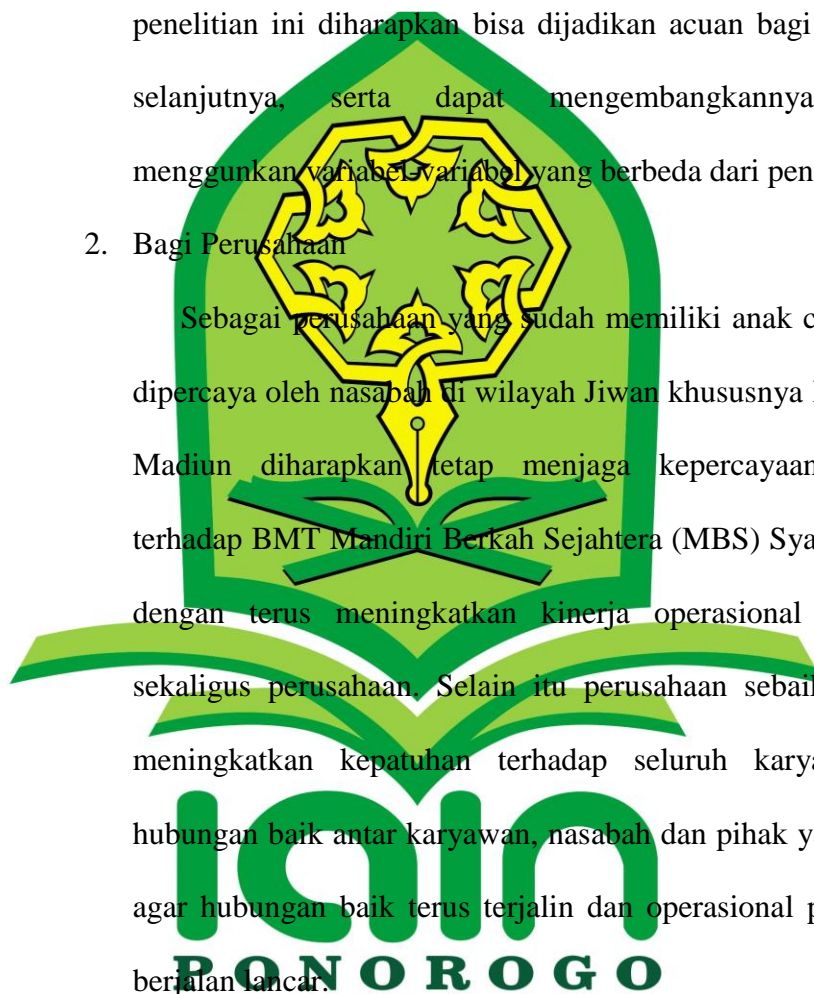 penelitian ini diharapkan bisa dijadikan acuan bagi
selanjutnya, serta dapat mengembangkannya
menggunkan variabel-variabel yang berbeda dari pen
2. Bagi Perusahaan
Sebagai perusahaan yang sudah memiliki anak c
dipercaya oleh nasabah di wilayah Jiwan khususnya
Madiun diharapkan tetap menjaga kepercayaan
terhadap BMT Mandiri Berkah Sejahtera (MBS) Sya
dengan terus meningkatkan kinerja operasional
sekaligus perusahaan. Selain itu perusahaan sebai
meningkatkan kepatuhan terhadap seluruh karya
hubungan baik antar karyawan, nasabah dan pihak y
agar hubungan baik terus terjalin dan operasional p
berjalan lancar.
iain
PONOROGO